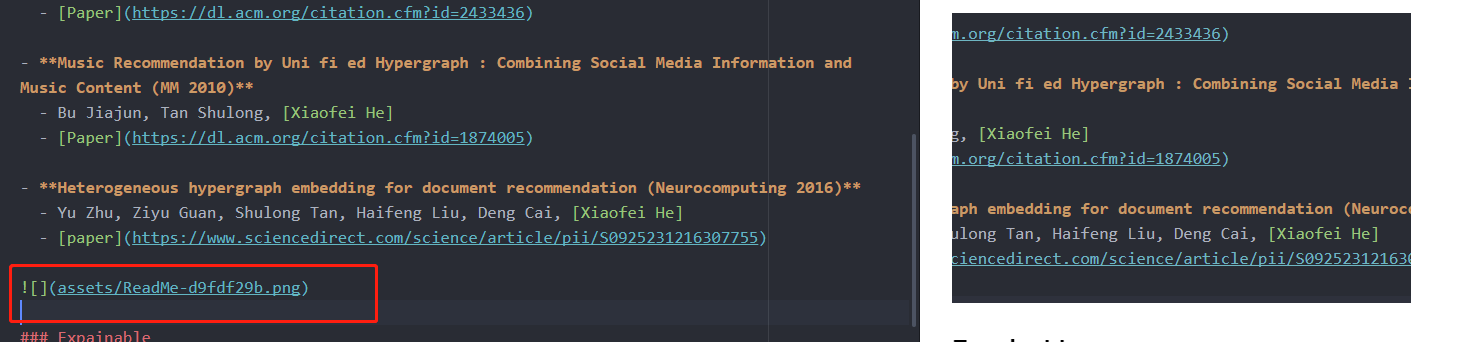 - [Paper](https://dl.acm.org/citation.cfm?id=2433436)
- **Music Recommendation by Uni fi ed Hypergraph : Combining Social Media Information and
Music Content (MM 2010)**
- Bu Jiajun, Tan Shulong, [Xiaofei He]
- [Paper](https://dl.acm.org/citation.cfm?id=1874005)
- **Heterogeneous hypergraph embedding for document recommendation (Neurocomputing 2016)**
- Yu Zhu, Ziyu Guan, Shulong Tan, Haifeng Liu, Deng Cai, [Xiaofei He]
- [paper](https://www.sciencedirect.com/science/article/pii/S0925231216307755)
![](assets/ReadMe-d9fdf29b.png)
### Expainable
m.org/citation.cfm?id=2433436)
by Uni fi ed Hypergraph : Combining Social Media
g, [Xiaofei He]
m.org/citation.cfm?id=1874005)
aph embedding for document recommendation (Neuroc
ulong Tan, Haifeng Liu, Deng Cai, [Xiaofei He]
ciencedirect.com/science/article/pii/S09252312163